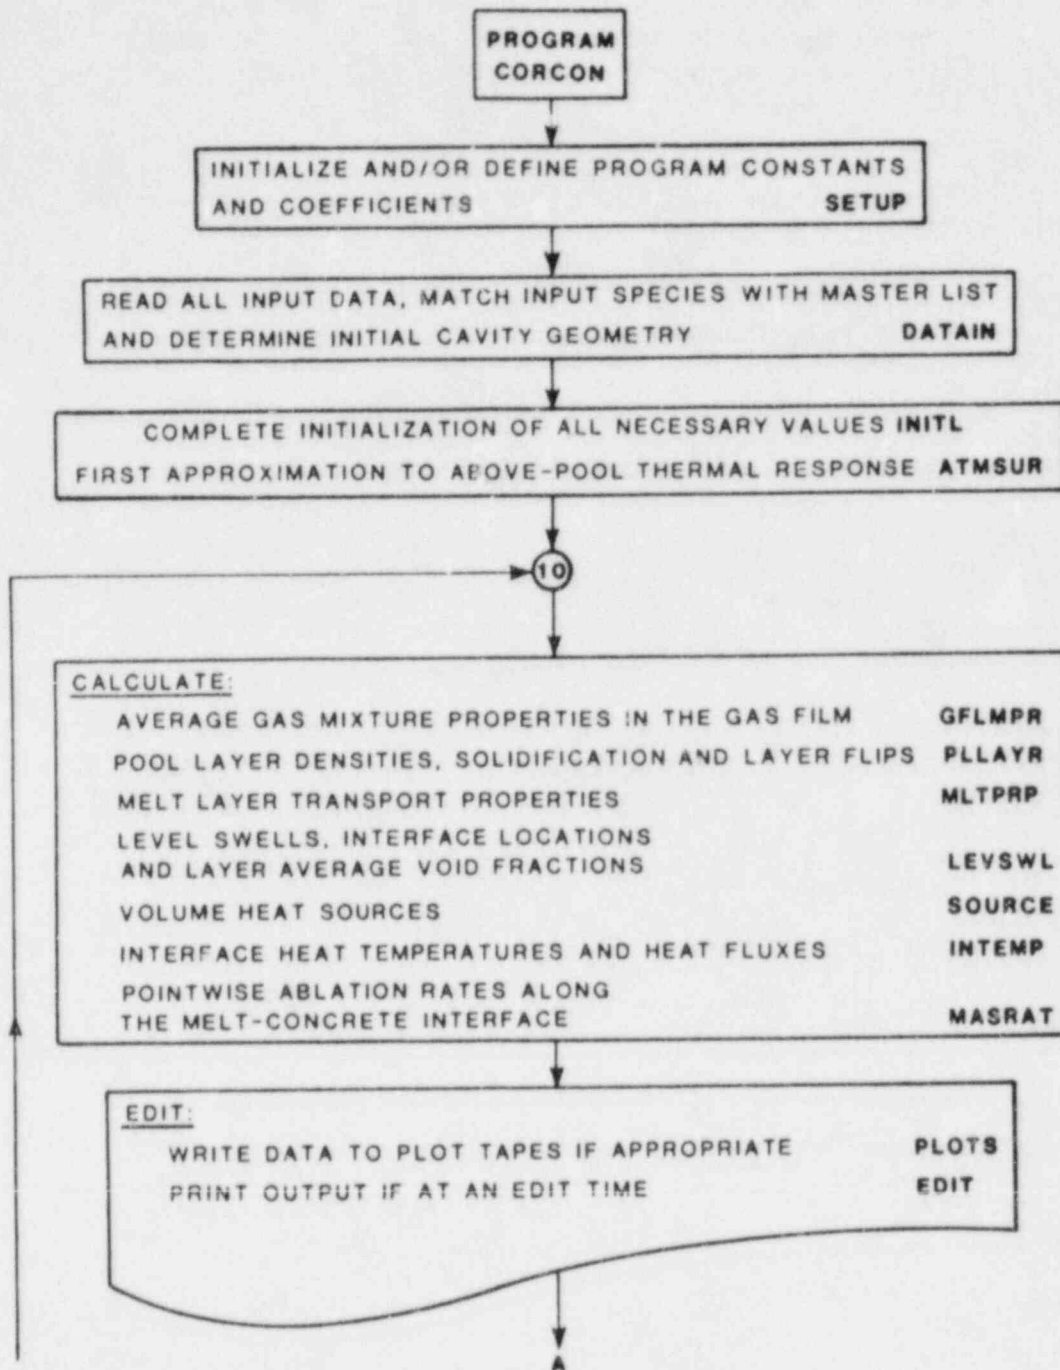 PROGRAM
CORCON
INITIALIZE AND/OR DEFINE PROGRAM CONSTANTS
AND COEFFICIENTS SETUP
READ ALL INPUT DATA, MATCH INPUT SPECIES WITH MASTER LIST
AND DETERMINE INITIAL CAVITY GEOMETRY DATAIN
COMPLETE INITIALIZATION OF ALL NECESSARY VALUES INITL
FIRST APPROXIMATION TO ABOVE-POOL THERMAL RESPONSE ATMSUR
10
CALCULATE:
AVERAGE GAS MIXTURE PROPERTIES IN THE GAS FILM GFLMPR
POOL LAYER DENSITIES, SOLIDIFICATION AND LAYER FLIPS PLLAYR
MELT LAYER TRANSPORT PROPERTIES MLTPRP
LEVEL SWELLS, INTERFACE LOCATIONS
AND LAYER AVERAGE VOID FRACTIONS LEVSWL
VOLUME HEAT SOURCES SOURCE
INTERFACE HEAT TEMPERATURES AND HEAT FLUXES INTEMP
POINTWISE ABLATION RATES ALONG
THE MELT-CONCRETE INTERFACE MASRAT
EDIT:
WRITE DATA TO PLOT TAPES IF APPROPRIATE PLOTS
PRINT OUTPUT IF AT AN EDIT TIME EDIT
A